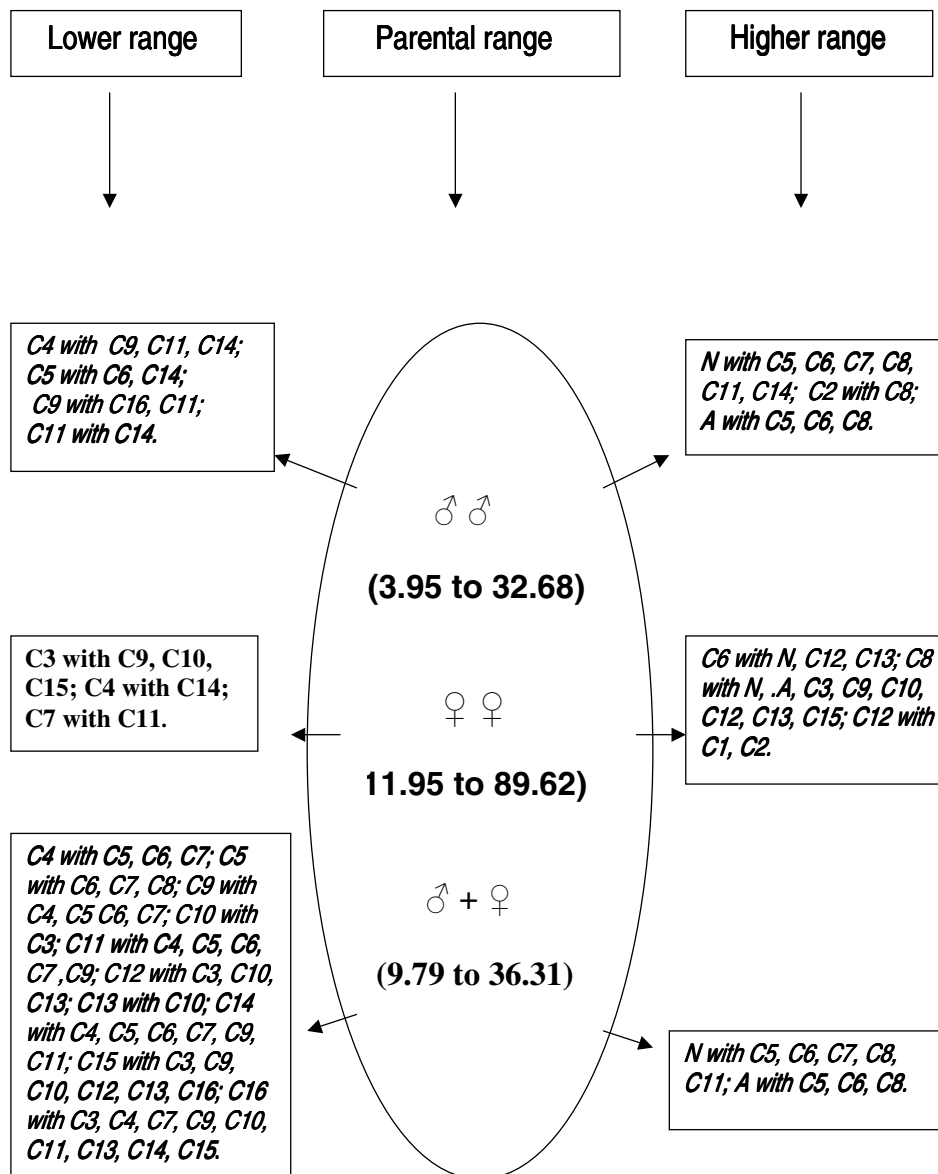 Lower range
Parental range
Higher range
C4 with C9, C11, C14;
C5 with C6, C14;
C9 with C16, C11;
C11 with C14.
N with C5, C6, C7, C8,
C11, C14; C2 with C8;
A with C5, C6, C8.
♂ ♂
(3.95 to 32.68)
C3 with C9, C10,
C15; C4 with C14;
C7 with C11.
♀ ♀
11.95 to 89.62)
C6 with N, C12, C13; C8
with N, .A, C3, C9, C10,
C12, C13, C15; C12 with
C1, C2.
C4 with C5, C6, C7; C5
with C6, C7, C8; C9 with
C4, C5 C6, C7; C10 with
C3; C11 with C4, C5, C6,
C7 ,C9; C12 with C3, C10,
C13; C13 with C10; C14
with C4, C5, C6, C7, C9,
C11; C15 with C3, C9,
C10, C12, C13, C16; C16
with C3, C4, C7, C9, C10,
C11, C13, C14, C15.
♂ + ♀
(9.79 to 36.31)
N with C5, C6, C7, C8,
C11; A with C5, C6, C8.